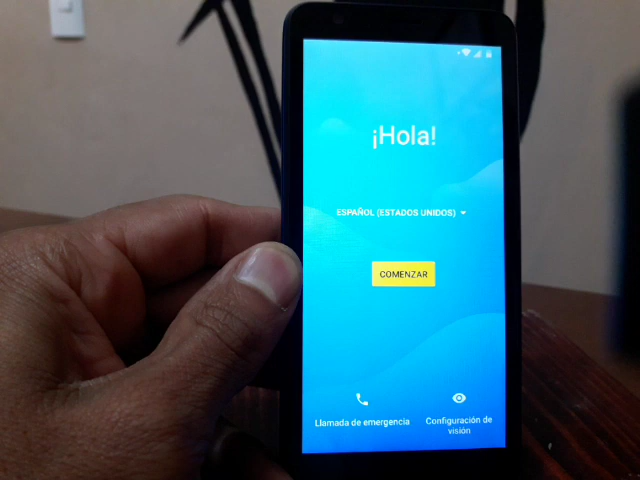 ¡Hola!
ESPAÑOL (ESTADOS UNIDOS)
COMENZAR
Llamada de emergencia
Configuración de
visión